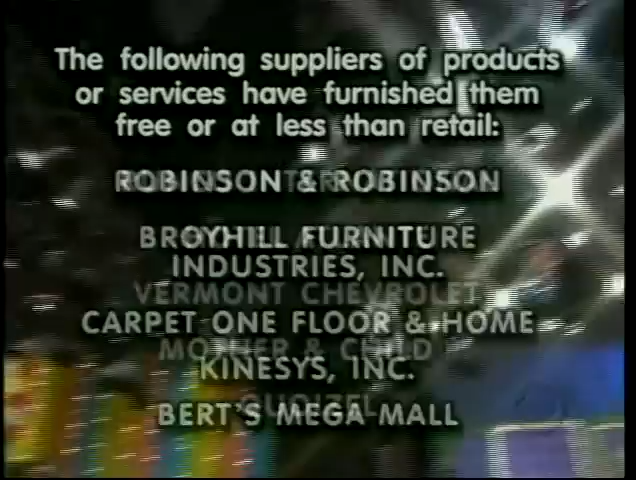 The following suppliers of products
or services have furnished them
free or at less than retail:
ROBINSON & ROBINSON
BROYHILL FURNITURE
INDUSTRIES, INC.
VERMONT CHEVROLET
CARPET ONE FLOOR & HOME
MOTHER & CHILD
KINESYS, INC.
QUOIZEL
BERT'S MEGA MALL